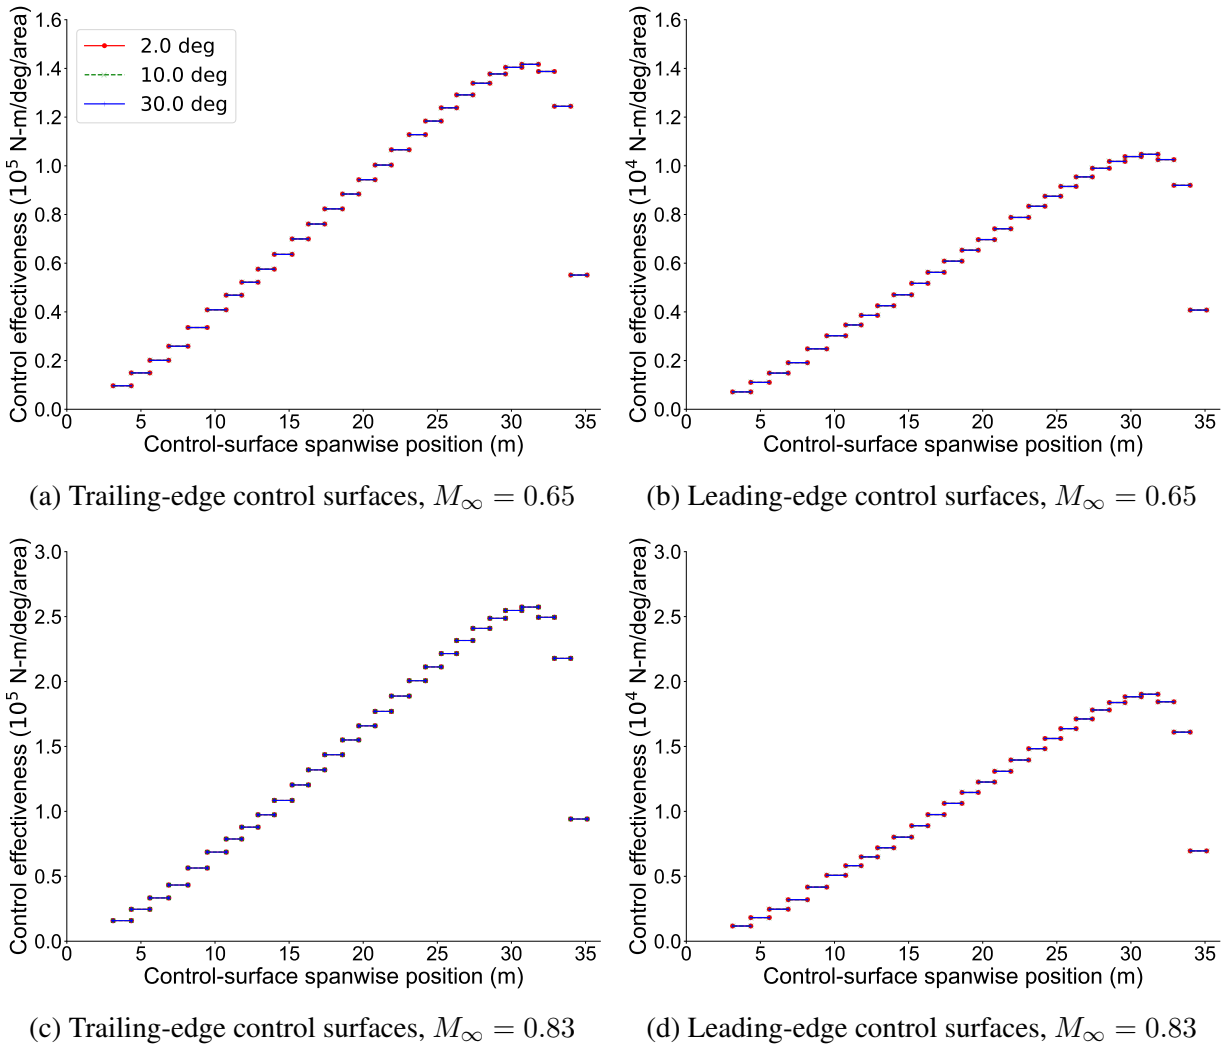 Control effectiveness (10⁵ N-m/deg/area)
1.6
1.4
1.2
1.0
0.8
0.6
0.4
0.2
0.0
2.0 deg
10.0 deg
30.0 deg
0 5 10 15 20 25 30 35
Control-surface spanwise position (m)
(a) Trailing-edge control surfaces, M∞ = 0.65
Control effectiveness (10⁴ N-m/deg/area)
1.6
1.4
1.2
1.0
0.8
0.6
0.4
0.2
0.0
0 5 10 15 20 25 30 35
Control-surface spanwise position (m)
(b) Leading-edge control surfaces, M∞ = 0.65
Control effectiveness (10⁵ N-m/deg/area)
3.0
2.5
2.0
1.5
1.0
0.5
0.0
0 5 10 15 20 25 30 35
Control-surface spanwise position (m)
(c) Trailing-edge control surfaces, M∞ = 0.83
Control effectiveness (10⁴ N-m/deg/area)
3.0
2.5
2.0
1.5
1.0
0.5
0.0
0 5 10 15 20 25 30 35
Control-surface spanwise position (m)
(d) Leading-edge control surfaces, M∞ = 0.83